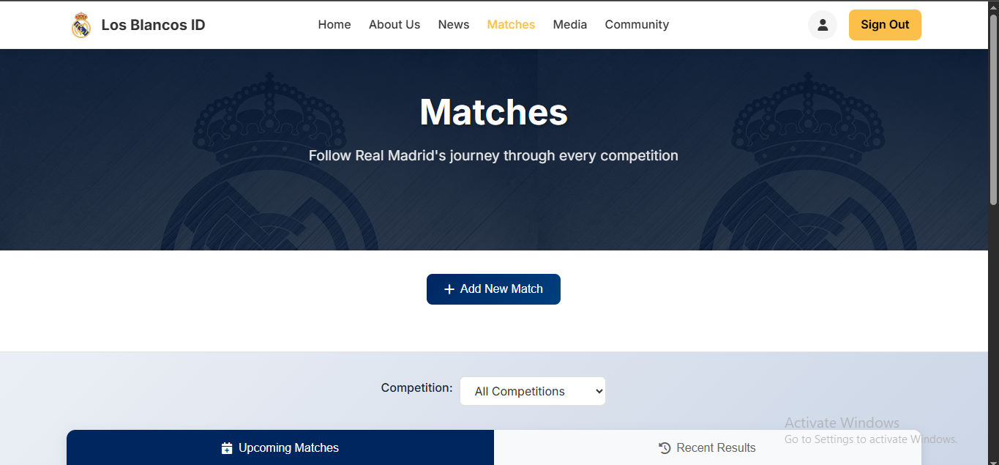 Los Blancos ID Home About Us News Matches Media Community Sign Out
Matches
Follow Real Madrid's journey through every competition
Add New Match
Competition: All Competitions
Activate Windows
Go to Settings to activate Windows.
Upcoming Matches Recent Results